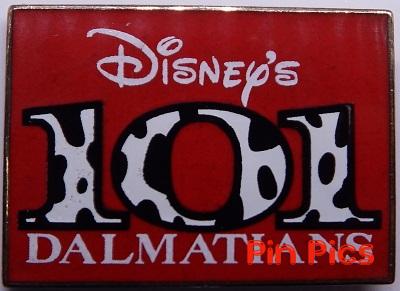 DISNEY'S
101
DALMATIANS
Pin Pics